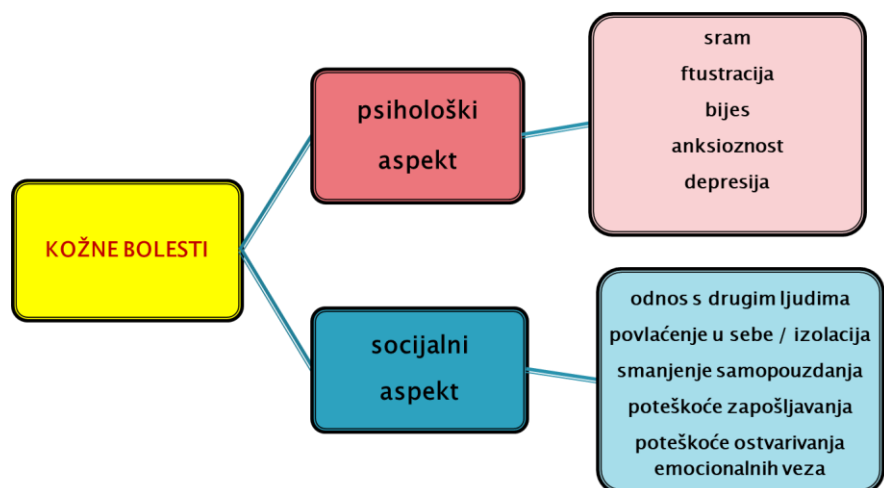 KOŽNE BOLESTI
psihološki
aspekt
sram
ftustracija
bijes
anksioznost
depresija
socijalni
aspekt
odnos s drugim ljudima
povlaćenje u sebe / izolacija
smanjenje samopouzdanja
poteškoće zapošljavanja
poteškoće ostvarivanja
emocionalnih veza